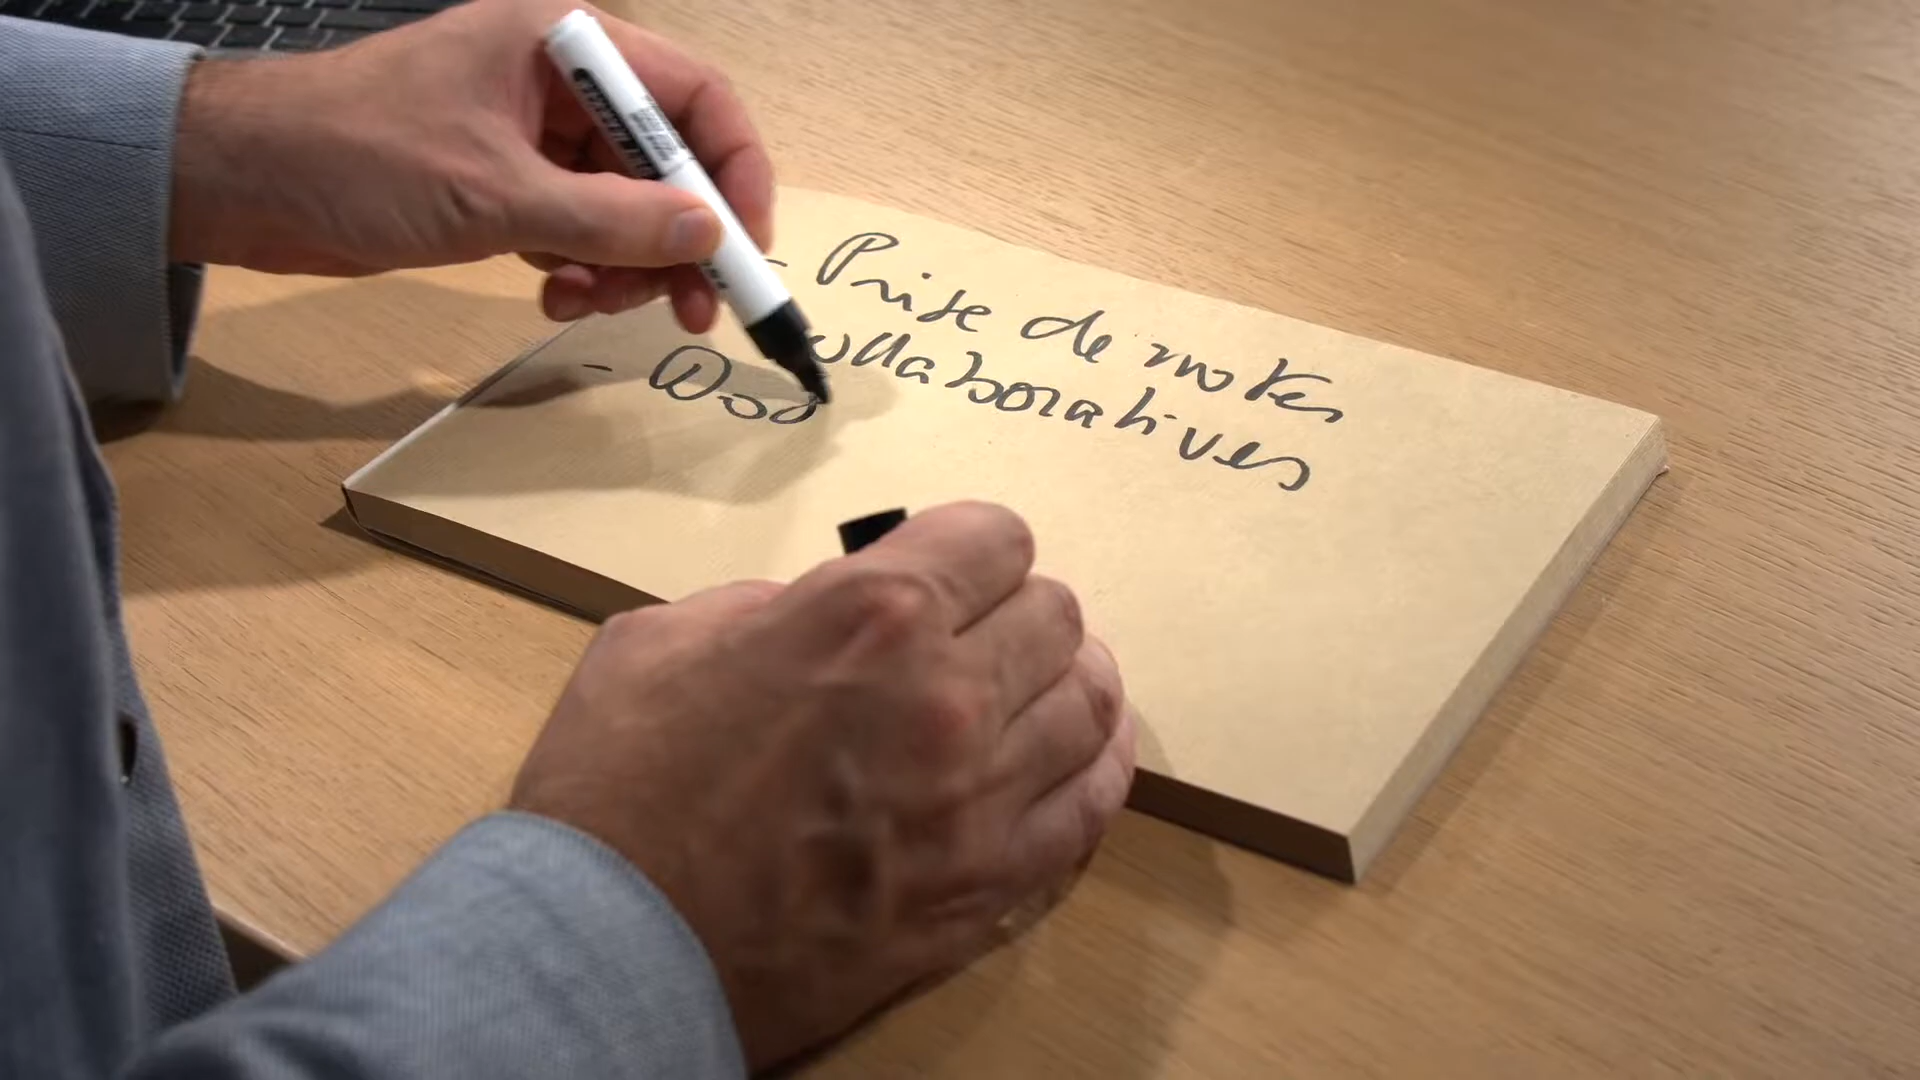 - Prise de notes
collaboratives
-